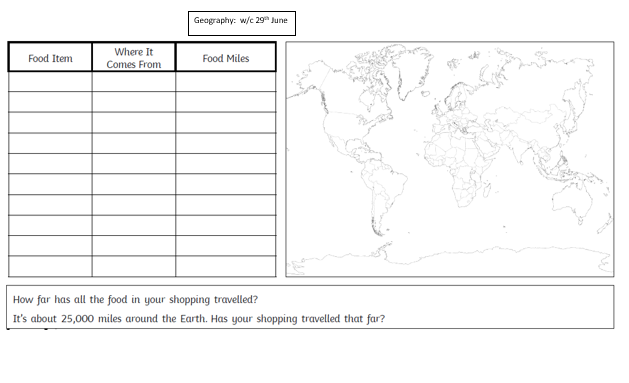 Geography: w/c 29th June
Food Item
Where It
Comes From
Food Miles
How far has all the food in your shopping travelled?
It's about 25,000 miles around the Earth. Has your shopping travelled that far?